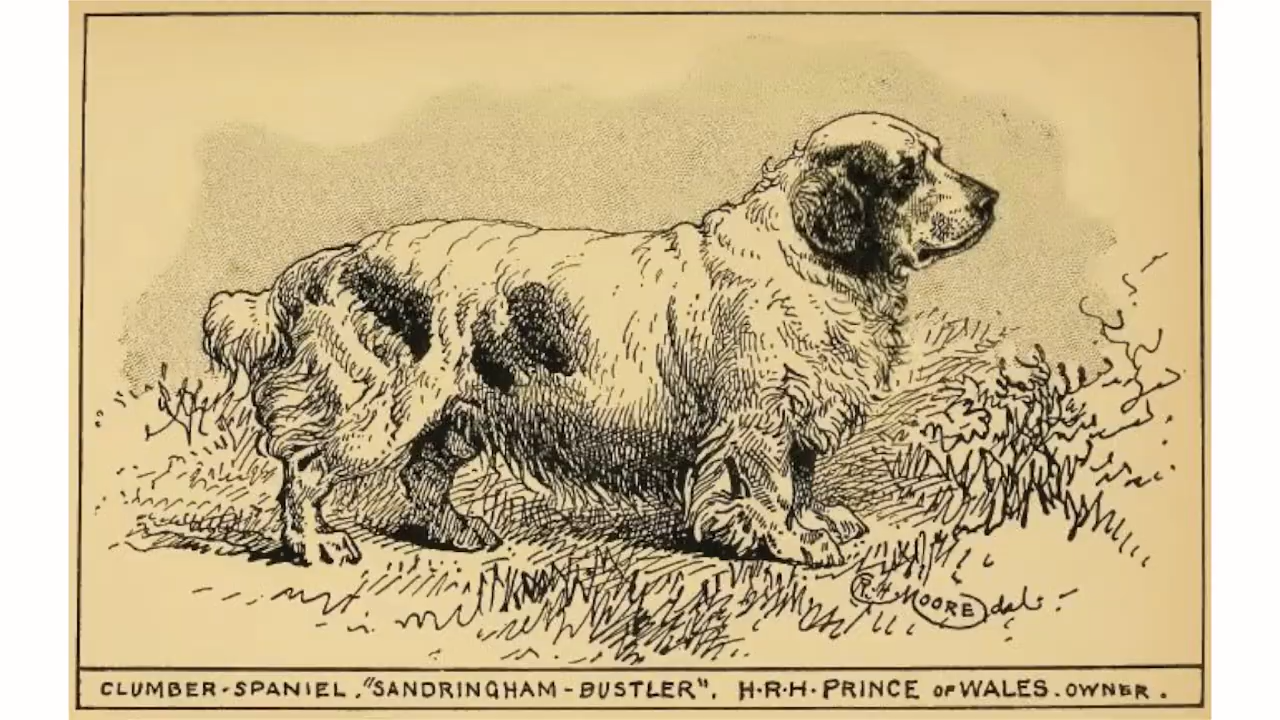 R.H. MOORE del.
CLUMBER-SPANIEL. "SANDRINGHAM-BUSTLER". H.R.H. PRINCE OF WALES. OWNER.